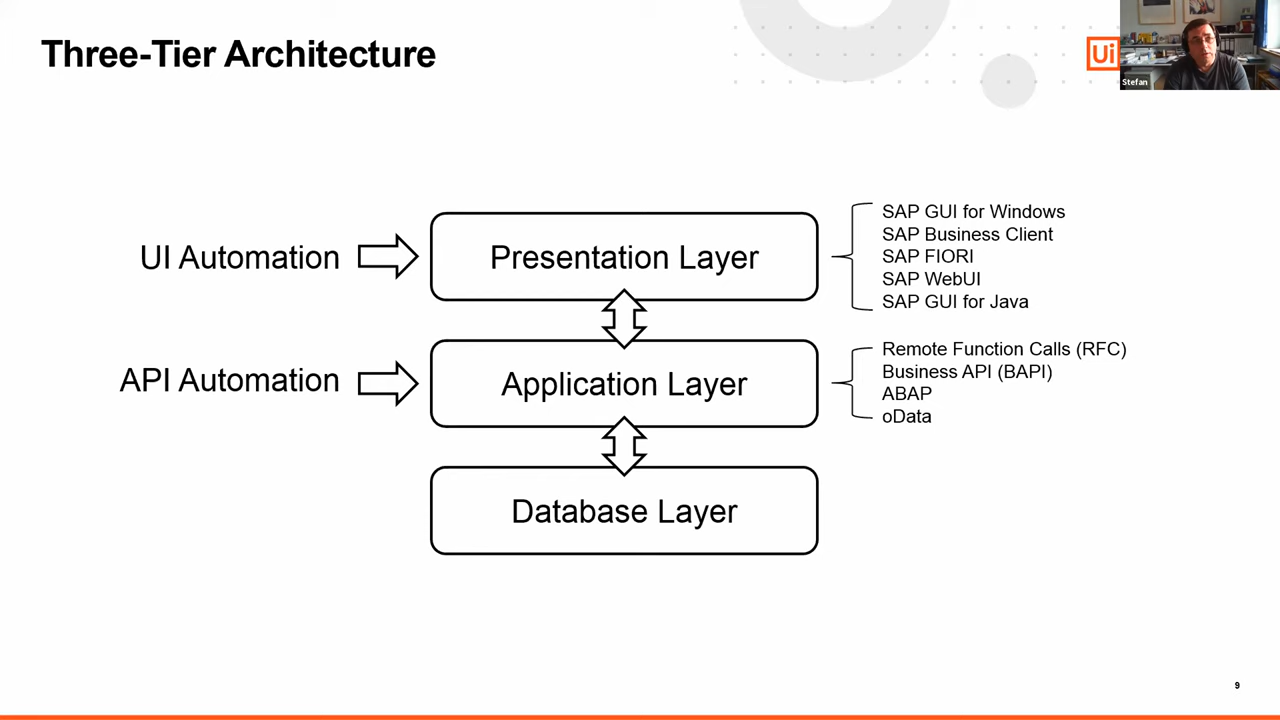 Three-Tier Architecture
Ui
Stefan
UI Automation
Presentation Layer
SAP GUI for Windows
SAP Business Client
SAP FIORI
SAP WebUI
SAP GUI for Java
API Automation
Application Layer
Remote Function Calls (RFC)
Business API (BAPI)
ABAP
oData
Database Layer
9